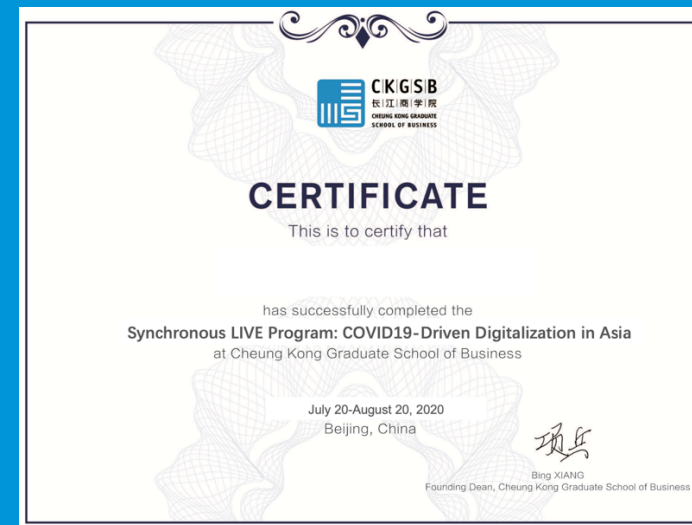 CKGSB
长江商学院
CHEUNG KONG GRADUATE
SCHOOL OF BUSINESS
CERTIFICATE
This is to certify that
has successfully completed the
Synchronous LIVE Program: COVID19-Driven Digitalization in Asia
at Cheung Kong Graduate School of Business
July 20-August 20, 2020
Beijing, China
项兵
Bing XIANG
Founding Dean, Cheung Kong Graduate School of Business